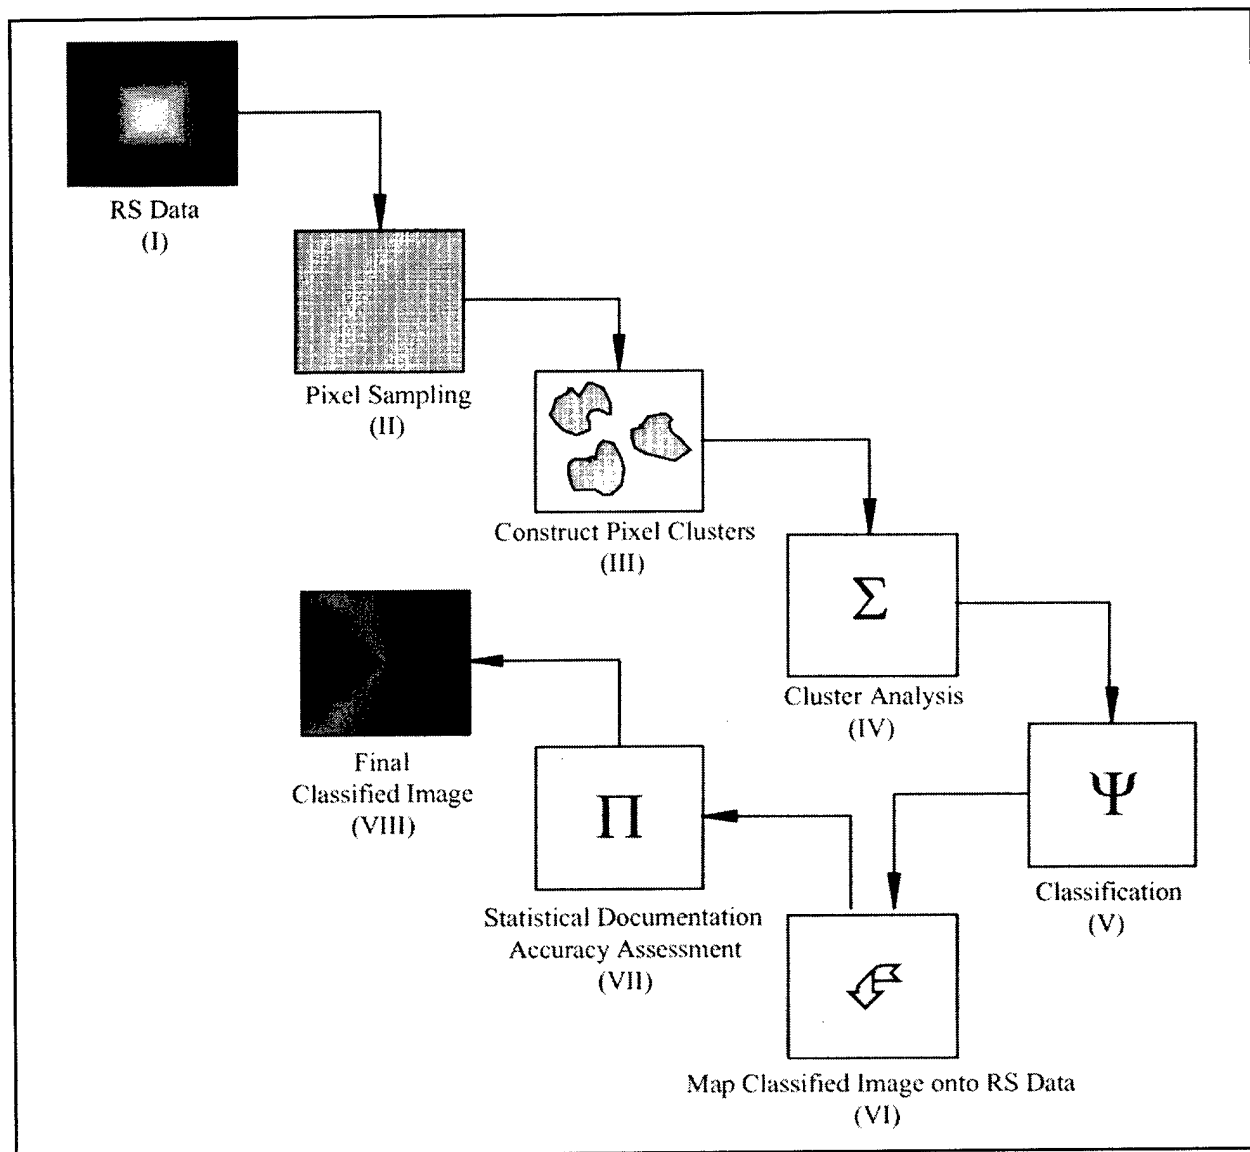 RS Data
(I)
Pixel Sampling
(II)
Construct Pixel Clusters
(III)
Σ
Cluster Analysis
(IV)
Ψ
Classification
(V)
Map Classified Image onto RS Data
(VI)
Π
Statistical Documentation
Accuracy Assessment
(VII)
Final
Classified Image
(VIII)